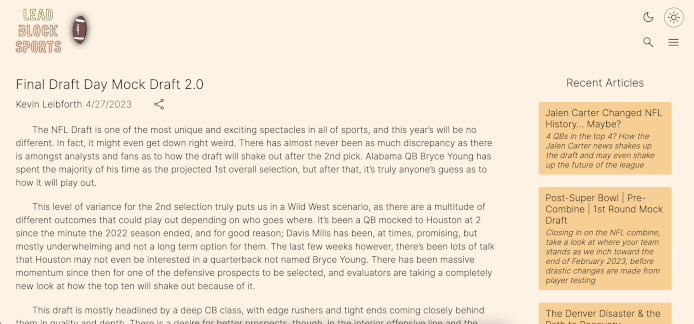 LEAD
BLOCK
SPORTS
Final Draft Day Mock Draft 2.0
Kevin Leibforth 4/27/2023
The NFL Draft is one of the most unique and exciting spectacles in all of sports, and this year's will be no
different. In fact, it might even get down right weird. There has almost never been as much discrepancy as there
is amongst analysts and fans as to how the draft will shake out after the 2nd pick. Alabama QB Bryce Young has
spent the majority of his time as the projected 1st overall selection, but after that, it's truly anyone's guess as to
how it will play out.
This level of variance for the 2nd selection truly puts us in a Wild West scenario, as there are a multitude of
different outcomes that could play out depending on who goes where. It's been a QB mocked to Houston at 2
since the minute the 2022 season ended, and for good reason; Davis Mills has been, at times, promising, but
mostly underwhelming and not a long term option for them. The last few weeks however, there's been lots of talk
that Houston may not even be interested in a quarterback not named Bryce Young. There has been massive
momentum since then for one of the defensive prospects to be selected, and evaluators are taking a completely
new look at how the top ten will shake out because of it.
This draft is mostly headlined by a deep CB class, with edge rushers and tight ends coming closely behind
them in quality and depth. There is a desire for better prospects, though, in the interior offensive line and the
Recent Articles
Jalen Carter Changed NFL
History... Maybe?
4 QBs in the top 4? How the
Jalen Carter news shakes up
the draft and may even shake
up the future of the league
Post-Super Bowl | Pre-
Combine | 1st Round Mock
Draft
Closing in on the NFL combine,
take a look at where your team
stands as we inch toward the
end of February 2023, before
drastic changes are made from
player testing
The Denver Disaster & the
Path to Recovery